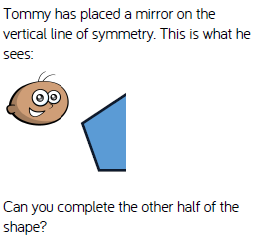 Tommy has placed a mirror on the
vertical line of symmetry. This is what he
sees:
Can you complete the other half of the
shape?